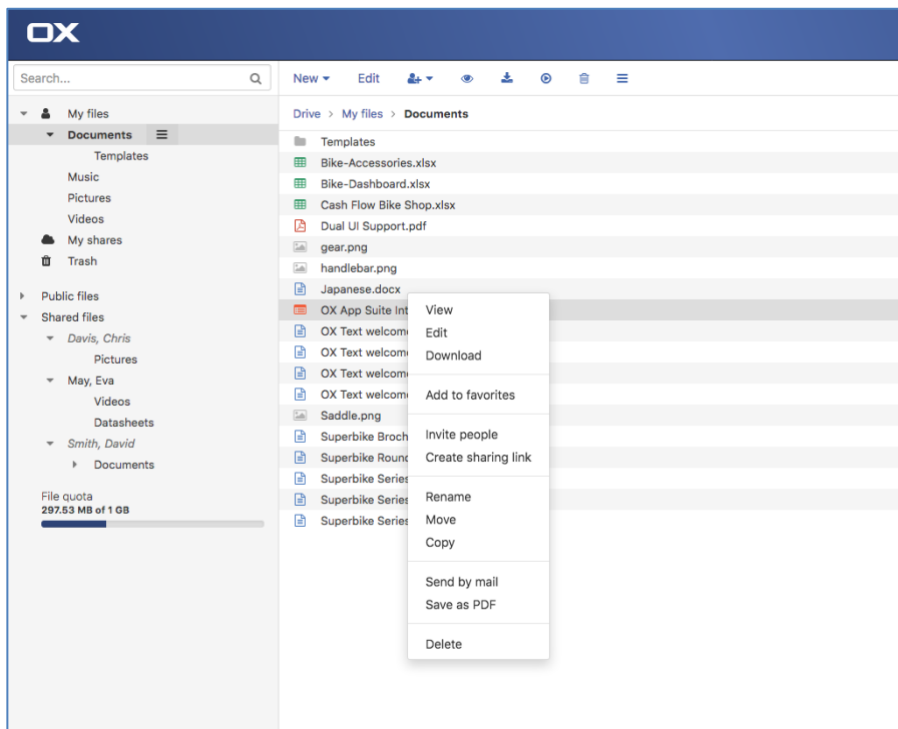 OX
Search...
New Edit
My files
Documents
Templates
Music
Pictures
Videos
My shares
Trash
Public files
Shared files
Davis, Chris
Pictures
May, Eva
Videos
Datasheets
Smith, David
Documents
File quota
297.53 MB of 1 GB
Drive > My files > Documents
Templates
Bike-Accessories.xlsx
Bike-Dashboard.xlsx
Cash Flow Bike Shop.xlsx
Dual UI Support.pdf
gear.png
handlebar.png
Japanese.docx
OX App Suite Int
OX Text welcom
OX Text welcom
OX Text welcom
OX Text welcom
Saddle.png
Superbike Broch
Superbike Roun
Superbike Series
Superbike Series
Superbike Series
View
Edit
Download
Add to favorites
Invite people
Create sharing link
Rename
Move
Copy
Send by mail
Save as PDF
Delete